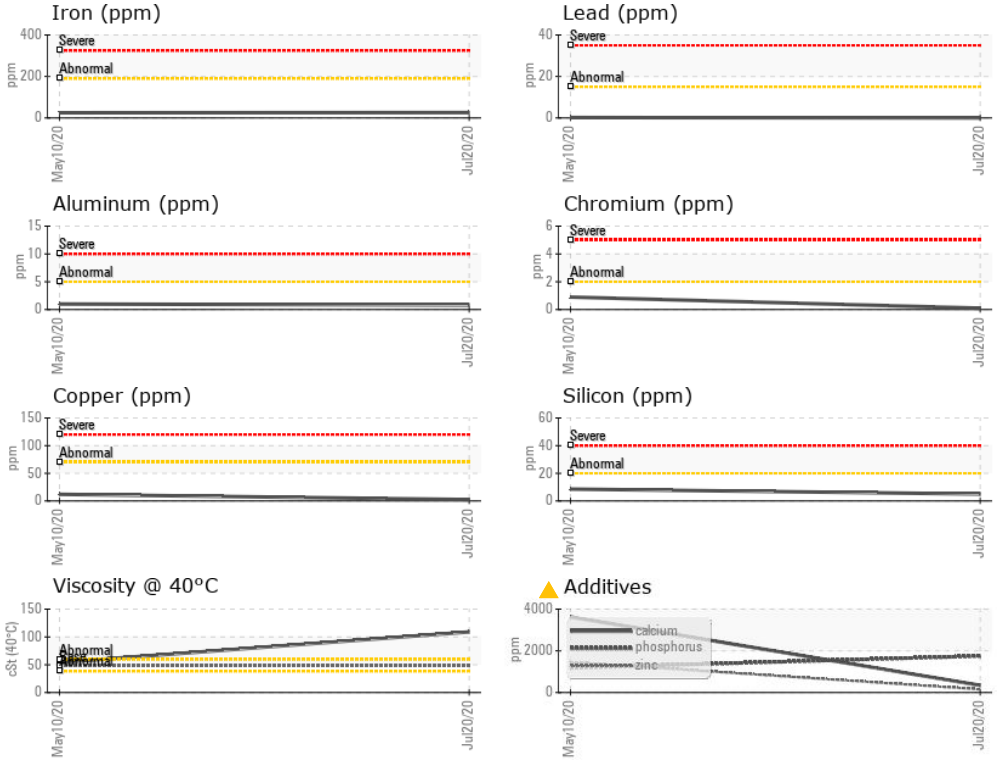 Iron (ppm)
400
200
0
ppm
Severe
Abnormal
May10/20
Jul20/20
Lead (ppm)
40
20
0
ppm
Severe
Abnormal
May10/20
Jul20/20
Aluminum (ppm)
15
10
5
0
ppm
Severe
Abnormal
May10/20
Jul20/20
Chromium (ppm)
6
4
2
0
ppm
Severe
Abnormal
May10/20
Jul20/20
Copper (ppm)
150
100
50
0
ppm
Severe
Abnormal
May10/20
Jul20/20
Silicon (ppm)
60
40
20
0
ppm
Severe
Abnormal
May10/20
Jul20/20
Viscosity @ 40°C
150
100
50
0
cSt (40°C)
Abnormal
Base
Abnormal
May10/20
Jul20/20
Additives
4000
2000
0
ppm
calcium
phosphorus
zinc
May10/20
Jul20/20